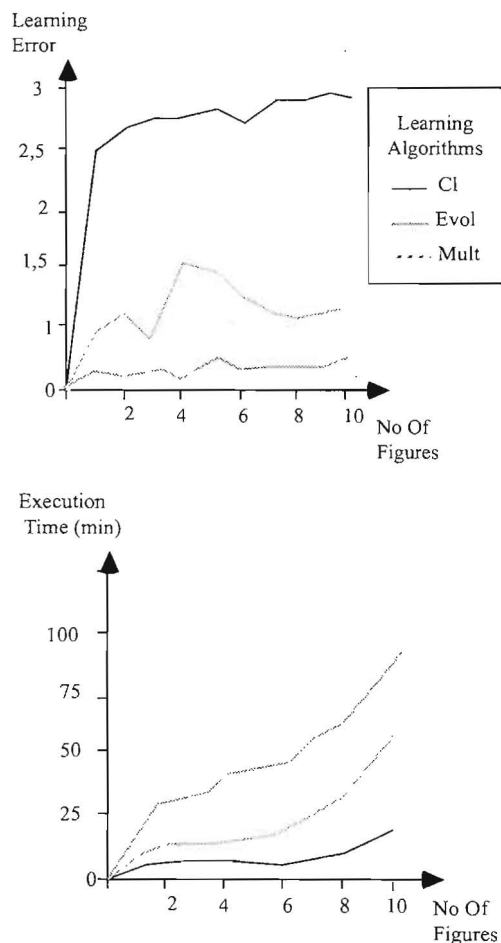 Learning
Error
3
2,5
2
1,5
1
0
2 4 6 8 10
No Of
Figures
Learning
Algorithms
Cl
Evol
Mult
Execution
Time (min)
100
75
50
25
0
2 4 6 8 10
No Of
Figures